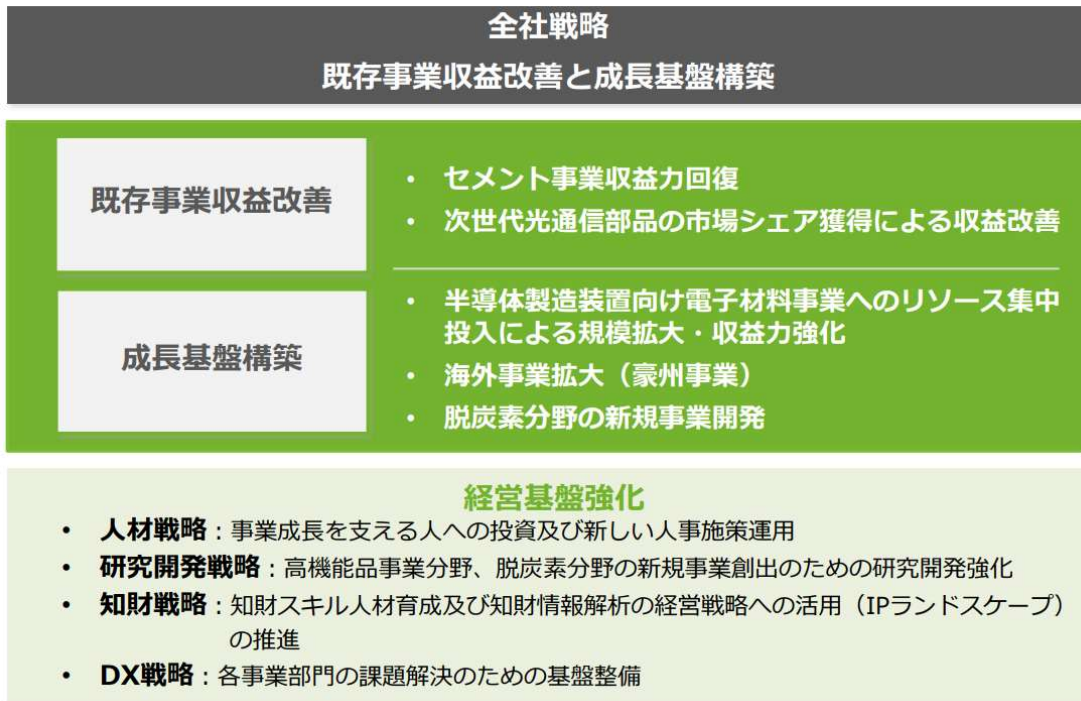 全社戦略
既存事業収益改善と成長基盤構築
既存事業収益改善
• セメント事業収益力回復
• 次世代光通信部品の市場シェア獲得による収益改善
成長基盤構築
• 半導体製造装置向け電子材料事業へのリソース集中
投入による規模拡大・収益力強化
• 海外事業拡大（豪州事業）
• 脱炭素分野の新規事業開発
経営基盤強化
• 人材戦略：事業成長を支える人への投資及び新しい人事施策運用
• 研究開発戦略：高機能品事業分野、脱炭素分野の新規事業創出のための研究開発強化
• 知財戦略：知財スキル人材育成及び知財情報解析の経営戦略への活用（IPランドスケープ）
の推進
• DX戦略：各事業部門の課題解決のための基盤整備